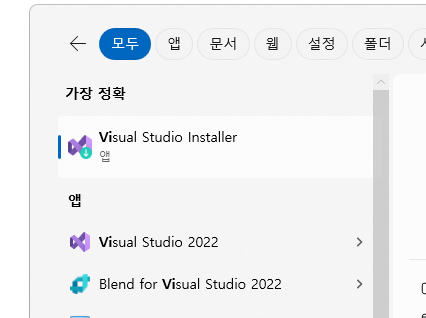 모두 앱 문서 웹 설정 폴더
가장 정확
Visual Studio Installer
앱
앱
Visual Studio 2022
Blend for Visual Studio 2022